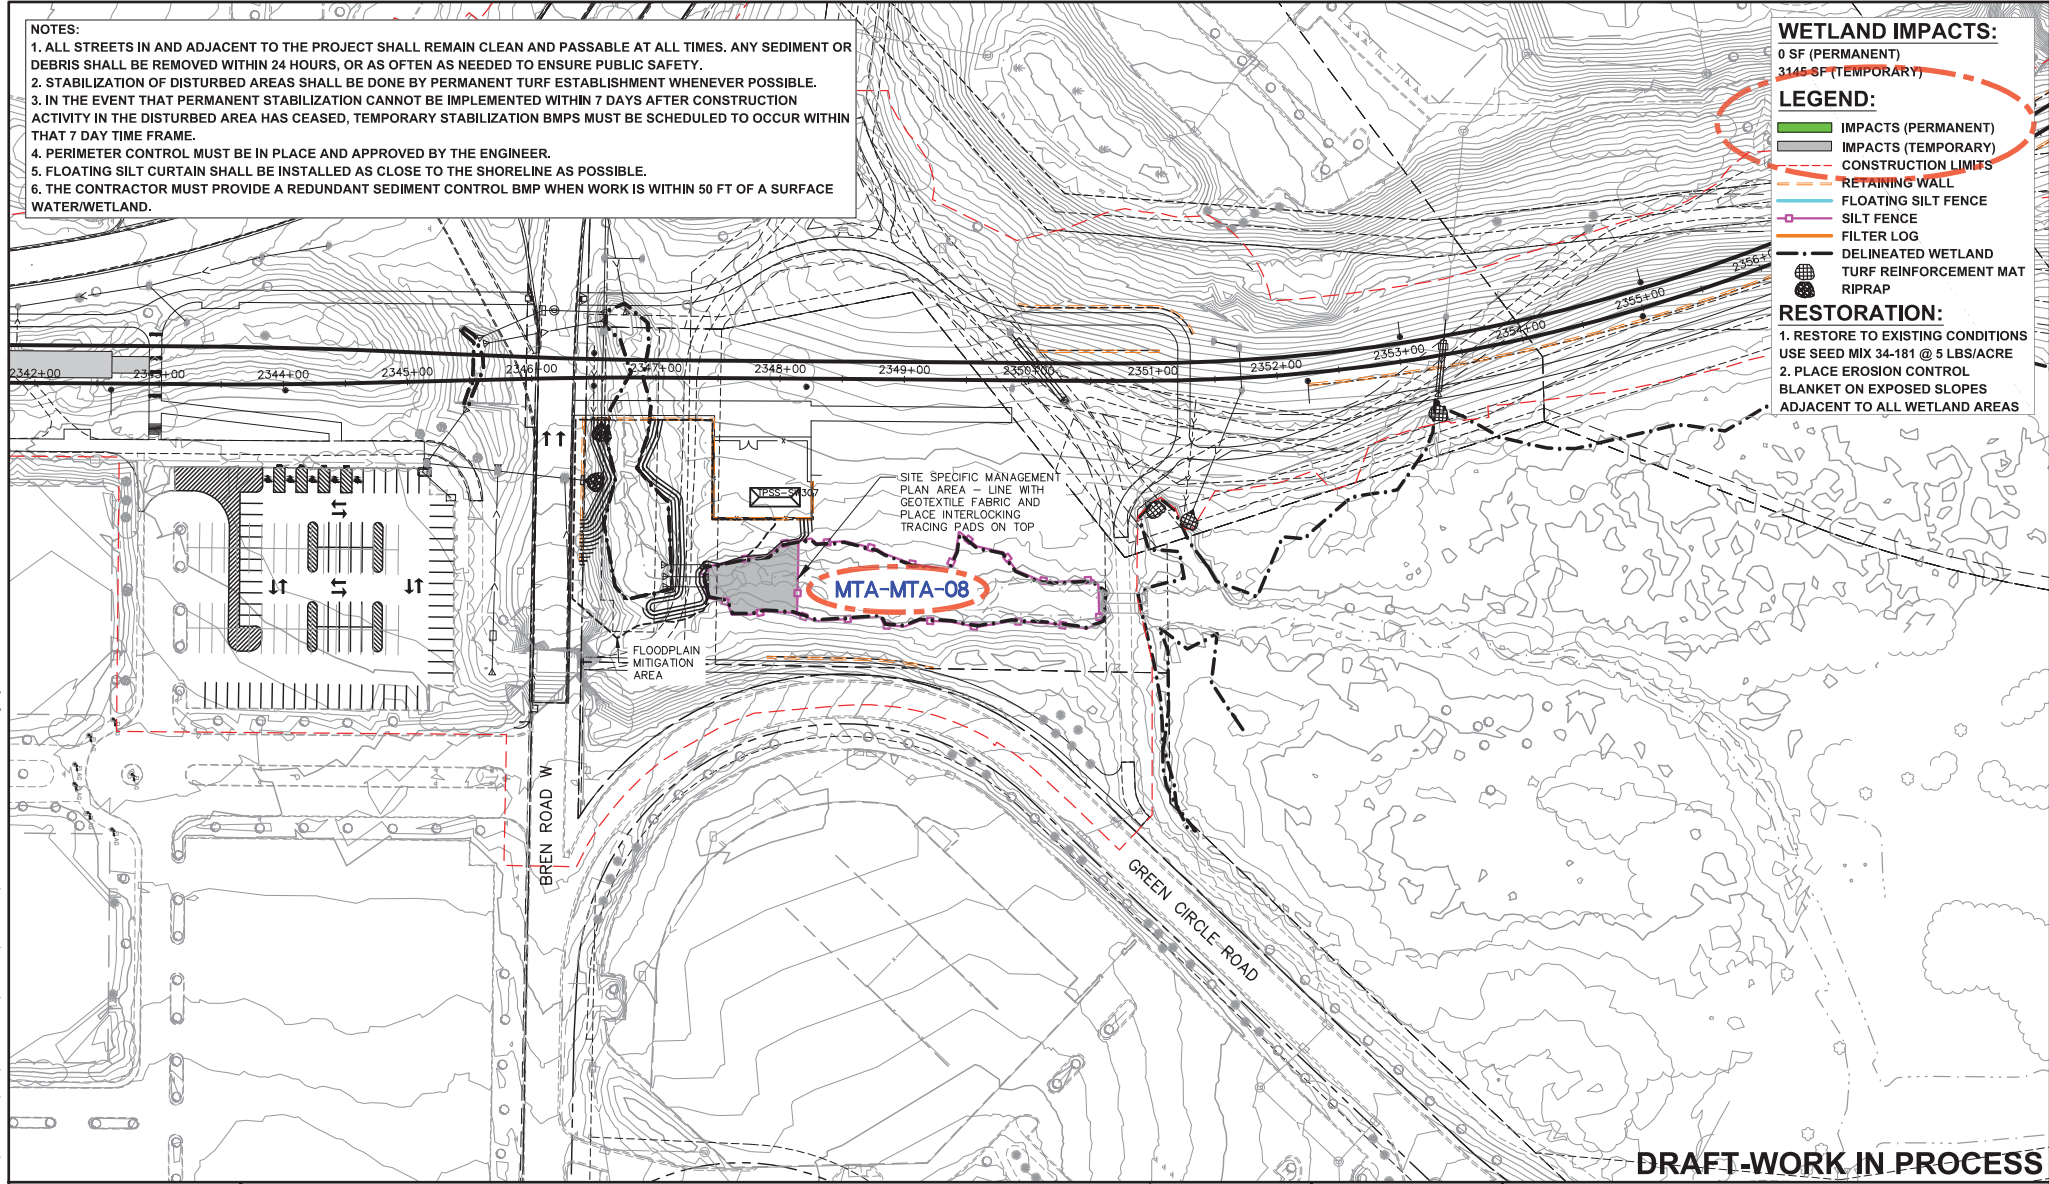 NOTES:
1. ALL STREETS IN AND ADJACENT TO THE PROJECT SHALL REMAIN CLEAN AND PASSABLE AT ALL TIMES. ANY SEDIMENT OR
DEBRIS SHALL BE REMOVED WITHIN 24 HOURS, OR AS OFTEN AS NEEDED TO ENSURE PUBLIC SAFETY.
2. STABILIZATION OF DISTURBED AREAS SHALL BE DONE BY PERMANENT TURF ESTABLISHMENT WHENEVER POSSIBLE.
3. IN THE EVENT THAT PERMANENT STABILIZATION CANNOT BE IMPLEMENTED WITHIN 7 DAYS AFTER CONSTRUCTION
ACTIVITY IN THE DISTURBED AREA HAS CEASED, TEMPORARY STABILIZATION BMPS MUST BE SCHEDULED TO OCCUR WITHIN
THAT 7 DAY TIME FRAME.
4. PERIMETER CONTROL MUST BE IN PLACE AND APPROVED BY THE ENGINEER.
5. FLOATING SILT CURTAIN SHALL BE INSTALLED AS CLOSE TO THE SHORELINE AS POSSIBLE.
6. THE CONTRACTOR MUST PROVIDE A REDUNDANT SEDIMENT CONTROL BMP WHEN WORK IS WITHIN 50 FT OF A SURFACE
WATER/WETLAND.
WETLAND IMPACTS:
0 SF (PERMANENT)
3145 SF (TEMPORARY)
LEGEND:
IMPACTS (PERMANENT)
IMPACTS (TEMPORARY)
CONSTRUCTION LIMITS
RETAINING WALL
FLOATING SILT FENCE
SILT FENCE
FILTER LOG
DELINEATED WETLAND
TURF REINFORCEMENT MAT
RIPRAP
RESTORATION:
1. RESTORE TO EXISTING CONDITIONS
USE SEED MIX 34-181 @ 5 LBS/ACRE
2. PLACE EROSION CONTROL
BLANKET ON EXPOSED SLOPES
ADJACENT TO ALL WETLAND AREAS
2342+00
2343+00
2344+00
2345+00
2346+00
2347+00
2348+00
2349+00
2350+00
2351+00
2352+00
2353+00
2354+00
2355+00
SITE SPECIFIC MANAGEMENT
PLAN AREA – LINE WITH
GEOTEXTILE FABRIC AND
PLACE INTERLOCKING
TRACING PADS ON TOP
MTA-MTA-08
FLOODPLAIN
MITIGATION
AREA
BREN ROAD W
GREEN CIRCLE ROAD
DRAFT-WORK IN PROCESS